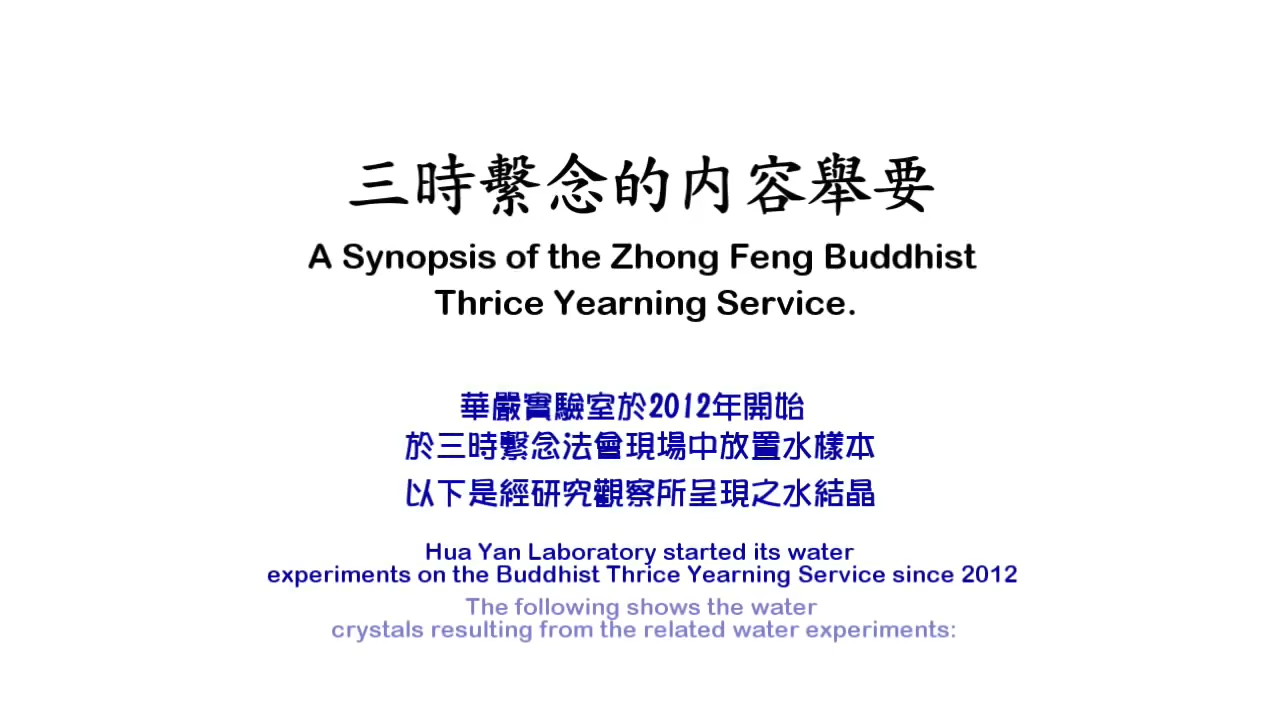 三時繫念的內容舉要
A Synopsis of the Zhong Feng Buddhist
Thrice Yearning Service.
華嚴實驗室於2012年開始
於三時繫念法會現場中放置水樣本
以下是經研究觀察所呈現之水結晶
Hua Yan Laboratory started its water
experiments on the Buddhist Thrice Yearning Service since 2012
The following shows the water
crystals resulting from the related water experiments: